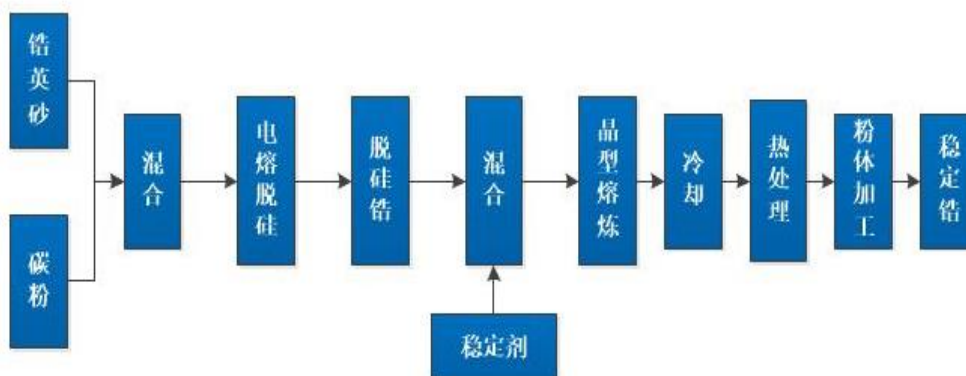 锆英砂
碳粉
混合
电熔脱硅
脱硅锆
混合
稳定剂
晶型熔炼
冷却
热处理
粉体加工
稳定锆